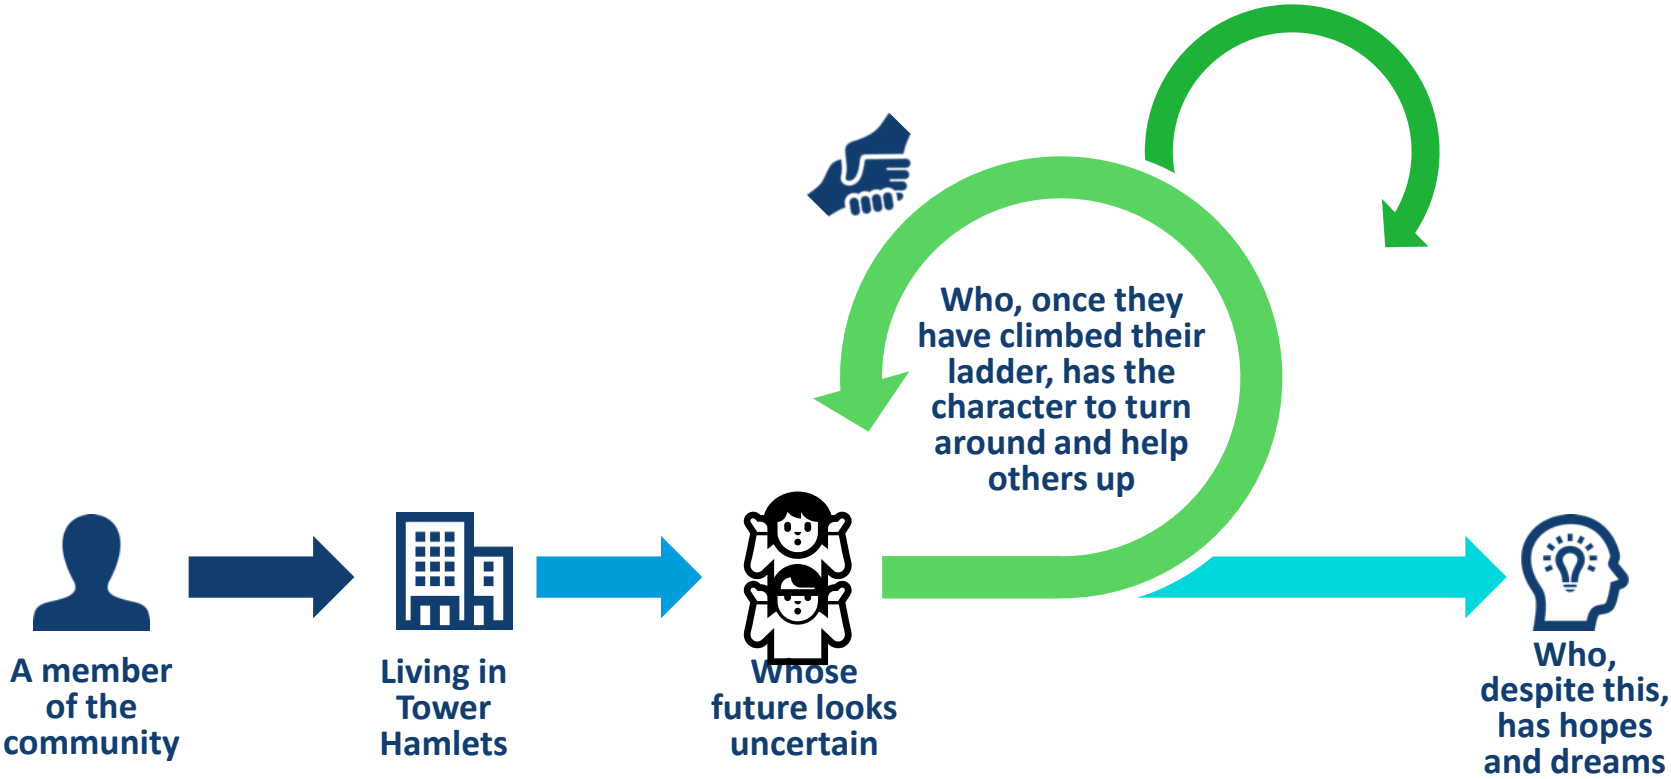 A member
of the
community
Living in
Tower
Hamlets
Whose
future looks
uncertain
Who, once they
have climbed their
ladder, has the
character to turn
around and help
others up
Who,
despite this,
has hopes
and dreams